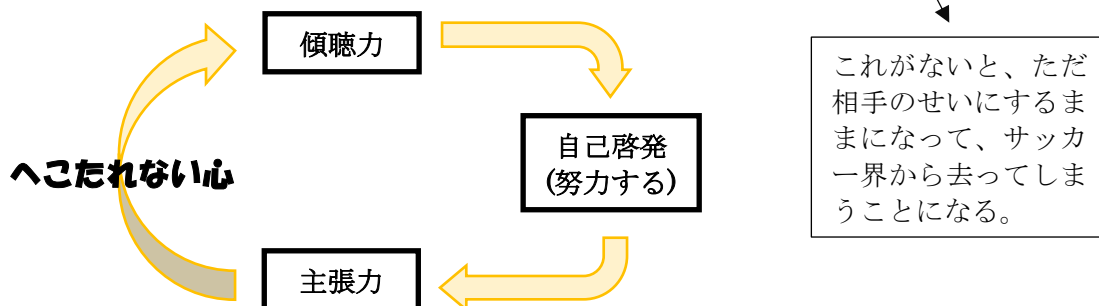 傾聴力
自己啓発
(努力する)
へこたれない心
主張力
これがないと、ただ
相手のせいにするま
まになって、サッカ
ー界から去ってしま
うことになる。